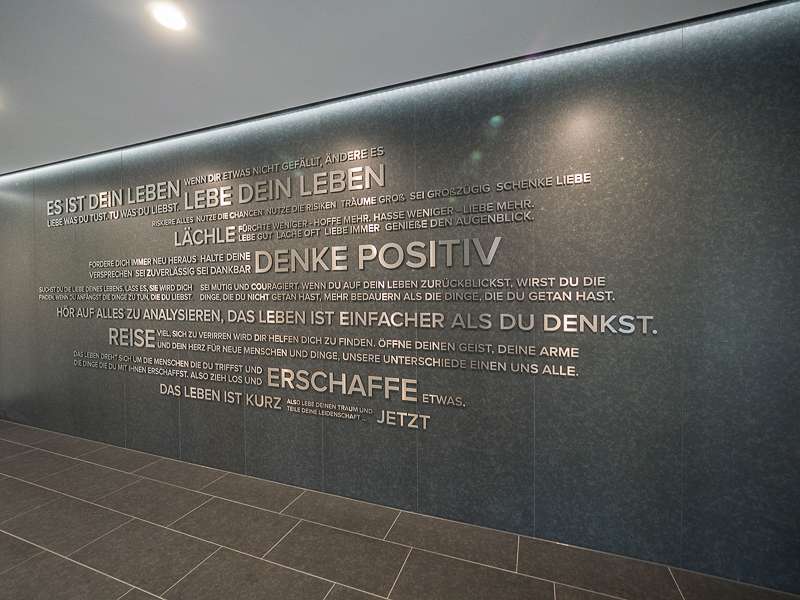 ES IST DEIN LEBEN WENN DIR ETWAS NICHT GEFÄLLT, ÄNDERE ES
LIEBE WAS DU TUST, TU WAS DU LIEBST. LEBE DEIN LEBEN
RISKIERE ALLES NUTZE DIE CHANCEN NUTZE DIE RISIKEN TRÄUME GROß SEI GROßZÜGIG SCHENKE LIEBE
LÄCHLE FÜRCHTE WENIGER - HOFFE MEHR. HASSE WENIGER - LIEBE MEHR.
LEBE GUT LACHE OFT LIEBE IMMER GENIEßE DEN AUGENBLICK.
FORDERE DICH IMMER NEU HERAUS HALTE DEINE
VERSPRECHEN SEI ZUVERLÄSSIG SEI DANKBAR DENKE POSITIV
SUCHST DU DIE LIEBE DEINES LEBENS, LASS ES, SIE WIRD DICH
FINDEN, WENN DU ANFÄNGST DIE DINGE ZU TUN, DIE DU LIEBST.
SEI MUTIG UND COURAGIERT. WENN DU AUF DEIN LEBEN ZURÜCKBLICKST, WIRST DU DIE
DINGE, DIE DU NICHT GETAN HAST, MEHR BEDAUERN ALS DIE DINGE, DIE DU GETAN HAST.
HÖR AUF ALLES ZU ANALYSIEREN, DAS LEBEN IST EINFACHER ALS DU DENKST.
REISE VIEL, SICH ZU VERIRREN WIRD DIR HELFEN DICH ZU FINDEN. ÖFFNE DEINEN GEIST, DEINE ARME
UND DEIN HERZ FÜR NEUE MENSCHEN UND DINGE, UNSERE UNTERSCHIEDE EINEN UNS ALLE.
DAS LEBEN DREHT SICH UM DIE MENSCHEN DIE DU TRIFFST UND
DIE DINGE DIE DU MIT IHNEN ERSCHAFFST. ALSO ZIEH LOS UND ERSCHAFFE ETWAS.
DAS LEBEN IST KURZ ALSO LEBE DEINEN TRAUM UND
TEILE DEINE LEIDENSCHAFT ... JETZT